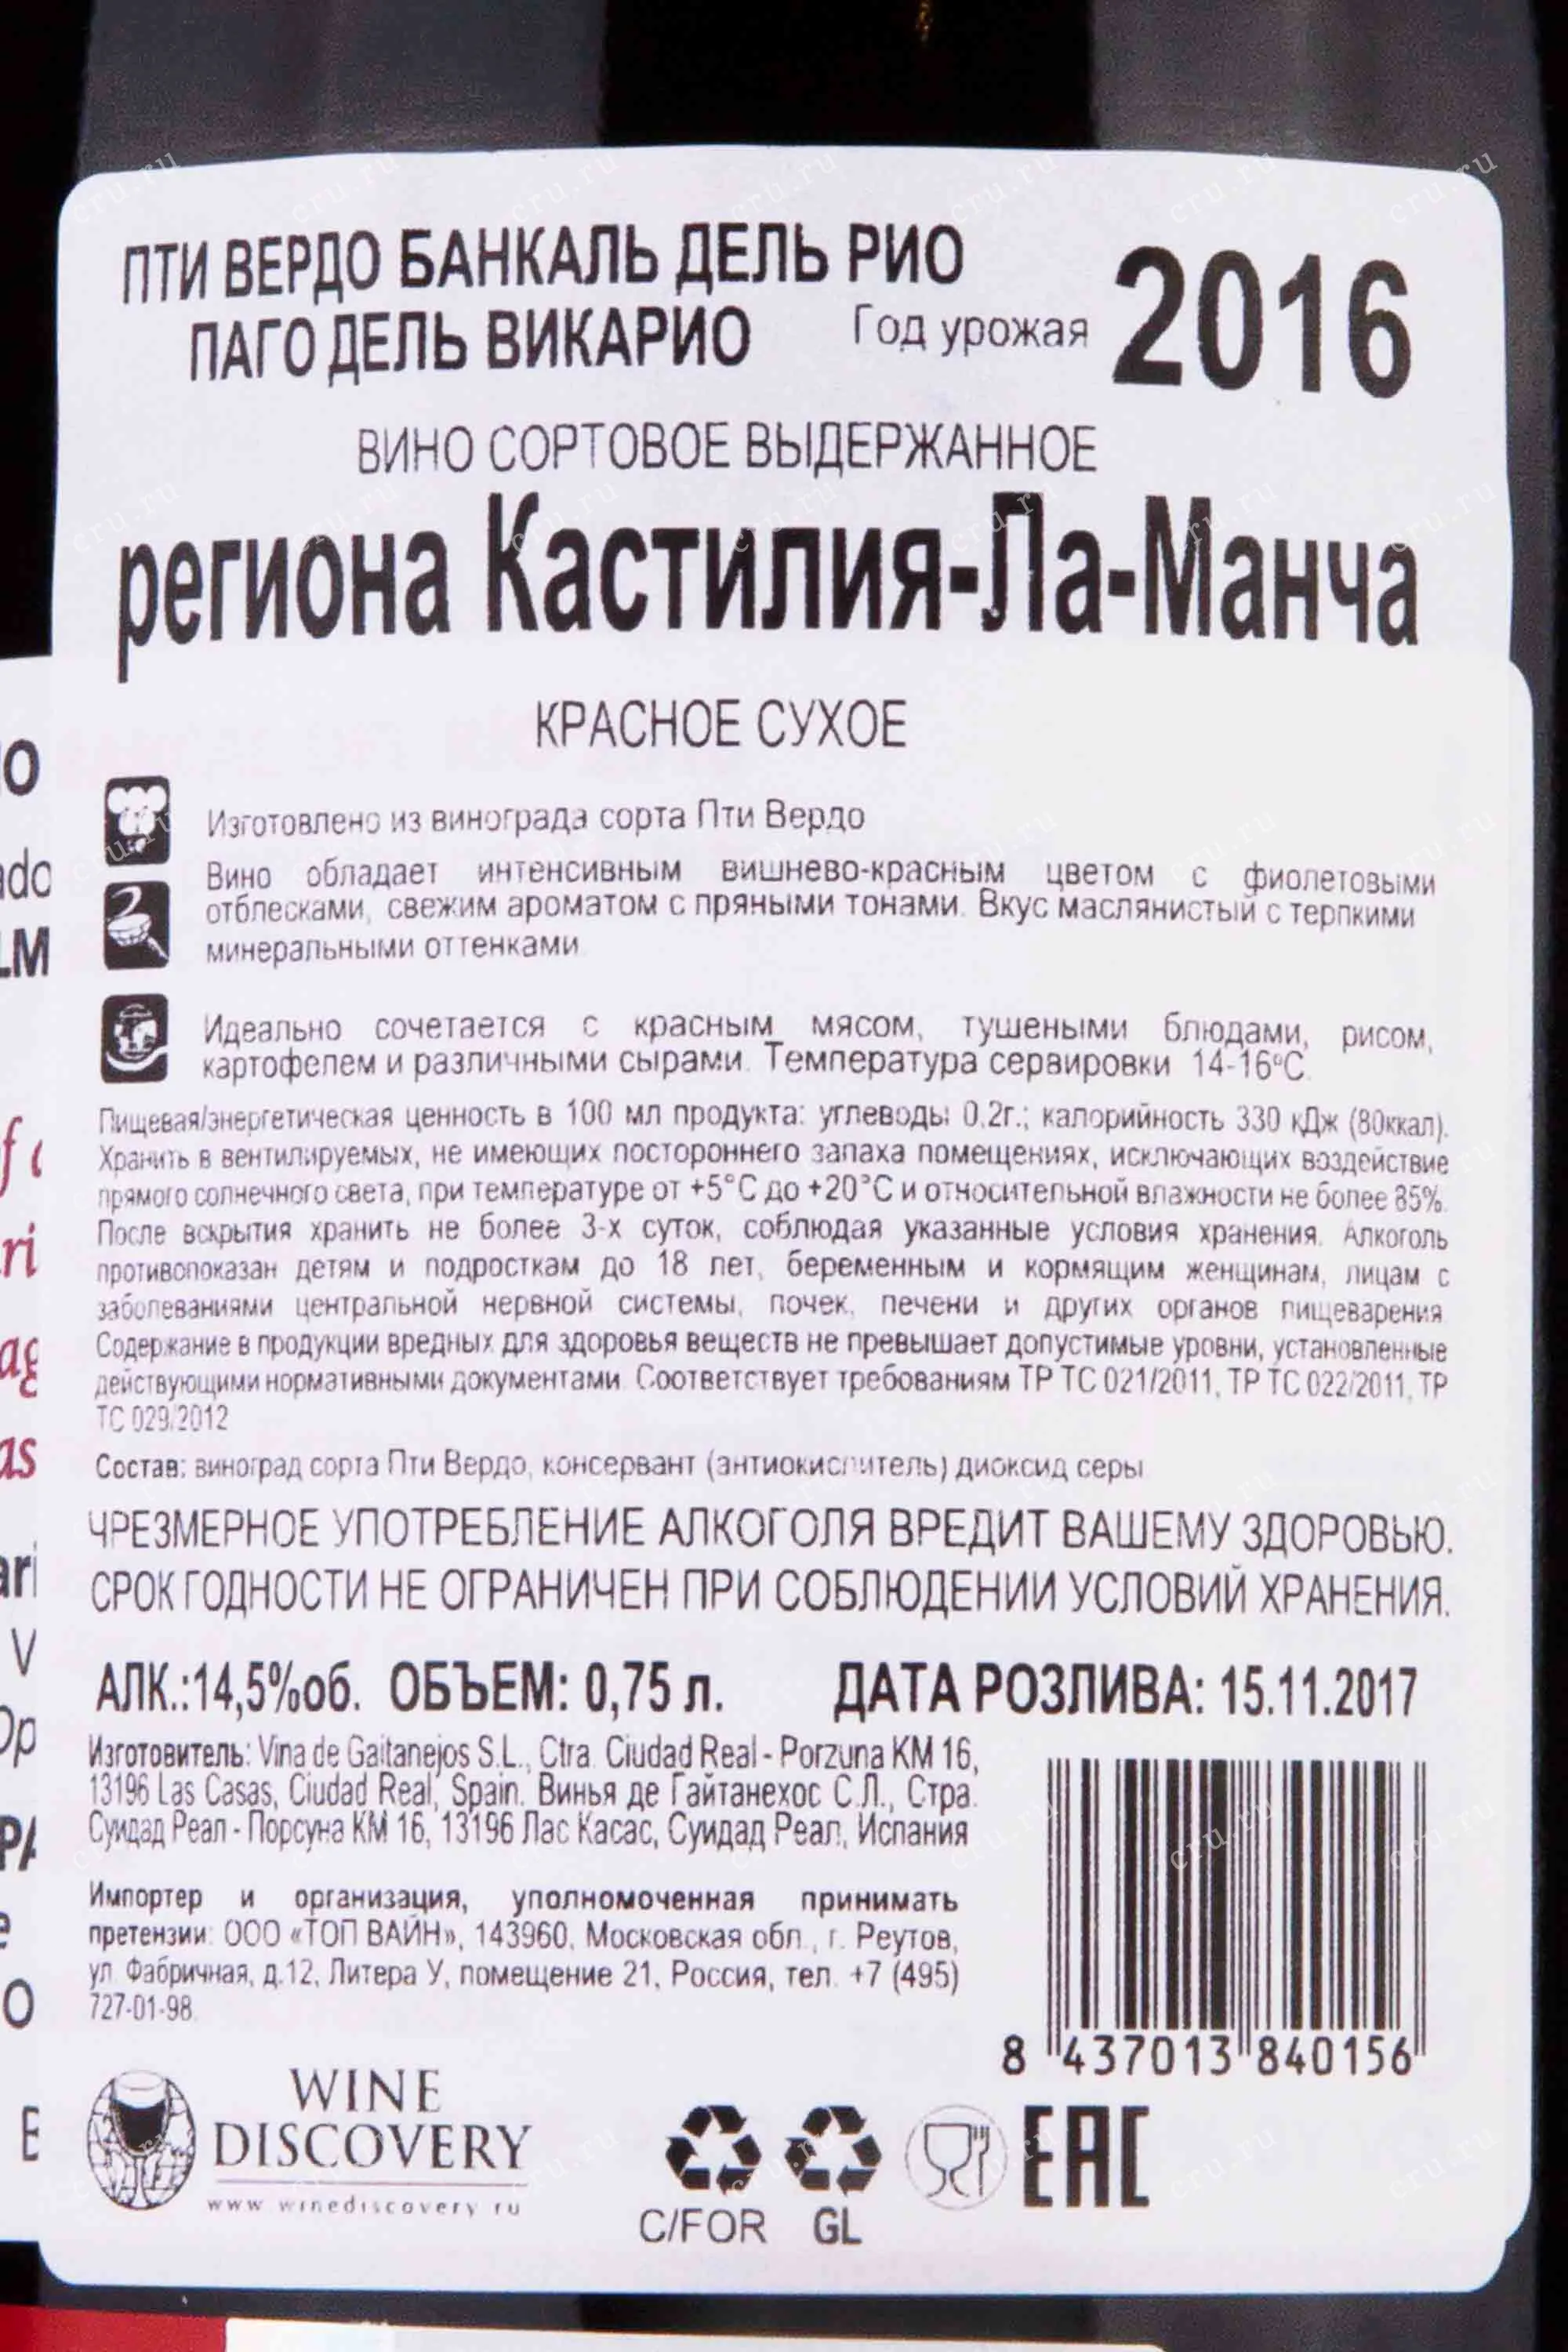 ПТИ ВЕРДО БАНКАЛЬ ДЕЛЬ РИО
ПАГО ДЕЛЬ ВИКАРИО
Год урожая 2016
ВИНО СОРТОВОЕ ВЫДЕРЖАННОЕ
региона Кастилия-Ла-Манча
КРАСНОЕ СУХОЕ
Изготовлено из винограда сорта Пти Вердо
Вино обладает интенсивным вишнево-красным цветом с фиолетовыми
отблесками, свежим ароматом с пряными тонами. Вкус маслянистый с терпкими
минеральными оттенками
Идеально сочетается с красным мясом, тушеными блюдами, рисом,
картофелем и различными сырами. Температура сервировки 14-16°С.
Пищевая/энергетическая ценность в 100 мл продукта: углеводы 0,2г.; калорийность 330 кДж (80ккал).
Хранить в вентилируемых, не имеющих постороннего запаха помещениях, исключающих воздействие
прямого солнечного света, при температуре от +5°С до +20°С и относительной влажности не более 85%.
После вскрытия хранить не более 3-х суток, соблюдая указанные условия хранения. Алкоголь
противопоказан детям и подросткам до 18 лет, беременным и кормящим женщинам, лицам с
заболеваниями центральной нервной системы, почек, печени и других органов пищеварения.
Содержание в продукции вредных для здоровья веществ не превышает допустимые уровни, установленные
действующими нормативными документами. Соответствует требованиям ТР ТС 021/2011, ТР ТС 022/2011, ТР
ТС 029/2012
Состав: виноград сорта Пти Вердо, консервант (антиокислитель) диоксид серы
ЧРЕЗМЕРНОЕ УПОТРЕБЛЕНИЕ АЛКОГОЛЯ ВРЕДИТ ВАШЕМУ ЗДОРОВЬЮ.
СРОК ГОДНОСТИ НЕ ОГРАНИЧЕН ПРИ СОБЛЮДЕНИИ УСЛОВИЙ ХРАНЕНИЯ.
АЛК.:14,5%об. ОБЪЕМ: 0,75 л. ДАТА РОЗЛИВА: 15.11.2017
Изготовитель: Vina de Gaitanejos S.L., Ctra. Ciudad Real - Porzuna KM 16,
13196 Las Casas, Ciudad Real, Spain. Винья де Гайтанехос С.Л., Стра.
Сиудад Реал - Порсуна КМ 16, 13196 Лас Касас, Сиудад Реал, Испания
Импортер и организация, уполномоченная принимать
претензии: ООО «ТОП ВАЙН», 143960, Московская обл., г. Реутов,
ул. Фабричная, д.12, Литера У, помещение 21, Россия, тел. +7 (495)
727-01-98.
8 437013 840156
WINE
DISCOVERY
www.winediscovery.ru
C/FOR GL
EAC
cru.ru